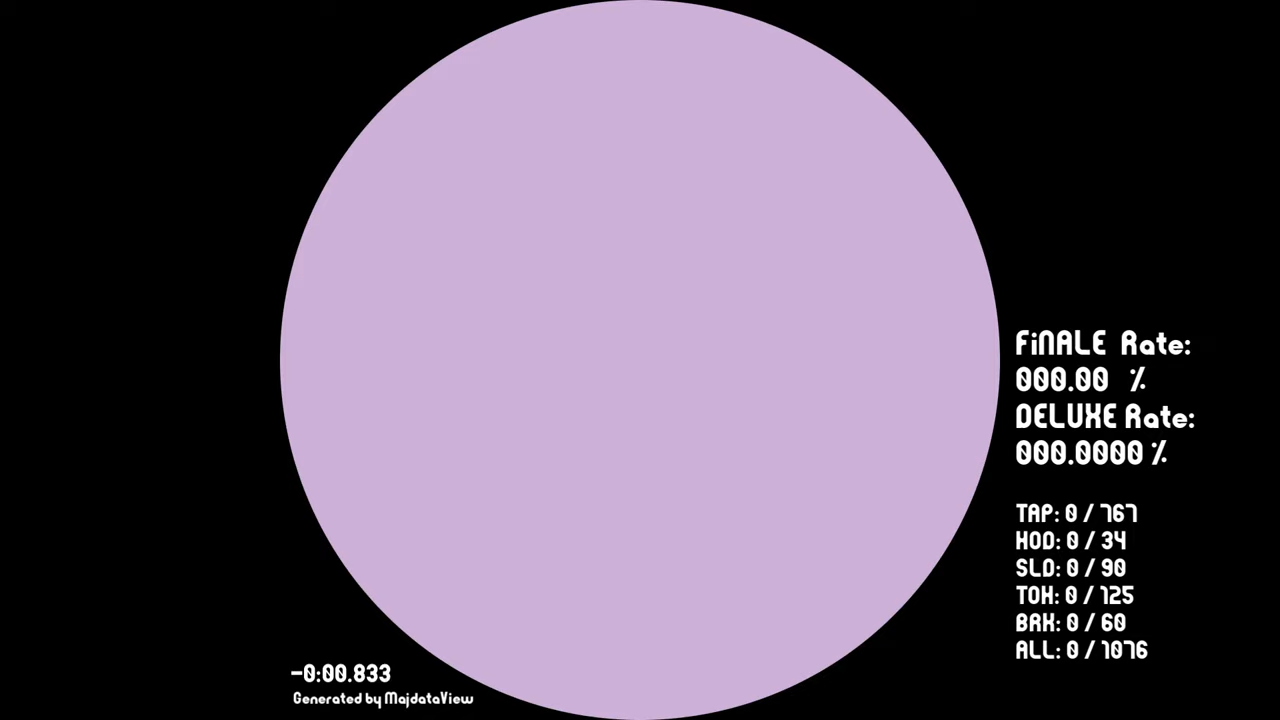 FiNALE Rate:
000.00 %
DELUXE Rate:
000.0000 %
TAP: 0 / 767
HOD: 0 / 34
SLD: 0 / 90
TOH: 0 / 125
BRK: 0 / 60
ALL: 0 / 1076
-0:00.833
Generated by MajdataView